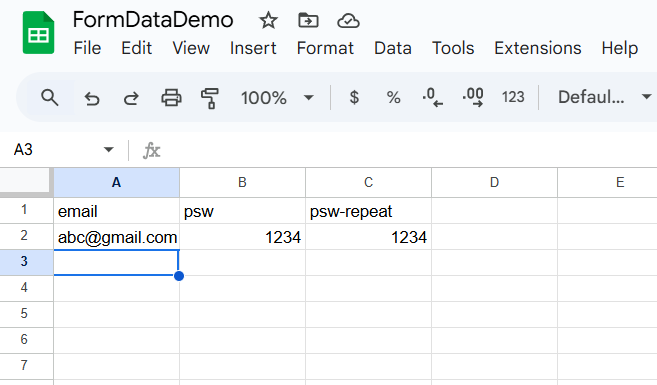 FormDataDemo
File Edit View Insert Format Data Tools Extensions Help
100% $ % .0 .00 123 Defaul...
A3 fx
A B C D E
1 email psw psw-repeat
2 abc@gmail.com 1234 1234
3
4
5
6
7